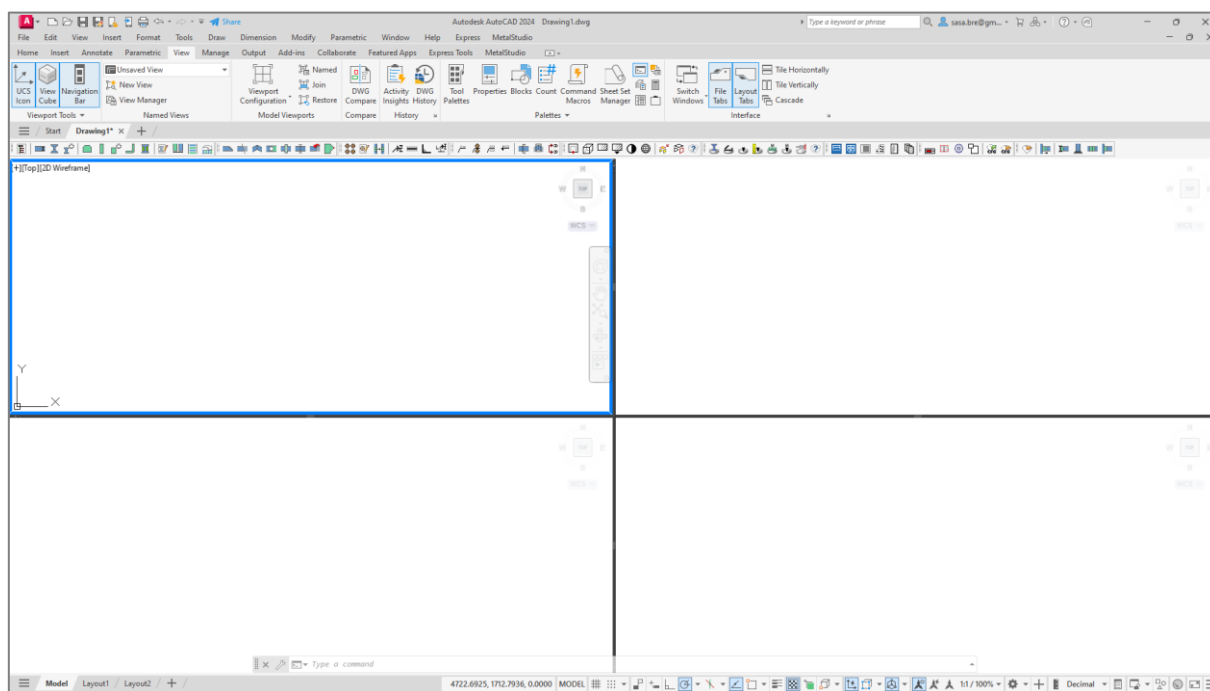 A Share Autodesk AutoCAD 2024 Drawing1.dwg Type a keyword or phrase sasa.bre@gm...
File Edit View Insert Format Tools Draw Dimension Modify Parametric Window Help Express MetalStudio
Home Insert Annotate Parametric View Manage Output Add-ins Collaborate Featured Apps Express Tools MetalStudio
Unsaved View Named Tile Horizontally
New View Join Tile Vertically
View Manager Restore Cascade
UCS Icon View Cube Navigation Bar Viewport Configuration DWG Compare Activity Insights DWG History Tool Palettes Properties Blocks Count Command Macros Sheet Set Manager Switch Windows File Tabs Layout Tabs
Viewport Tools Named Views Model Viewports Compare History Palettes Interface
Start Drawing1*
[+][Top][2D Wireframe]
N
W TOP E
S
WCS
Y
X
Type a command
Model Layout1 Layout2 4722.6925, 1712.7936, 0.0000 MODEL 1:1 / 100% Decimal